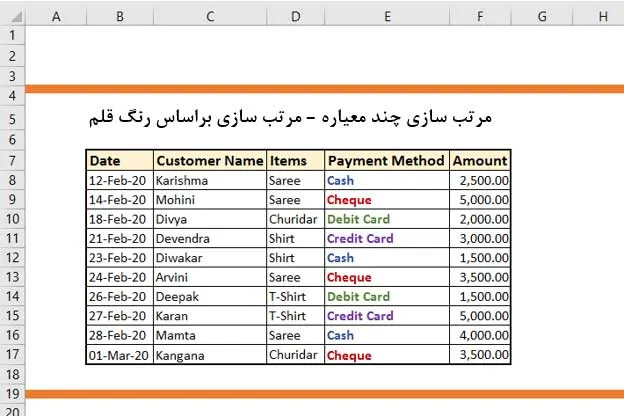 A B C D E F G H
1
2
3
4
5 مرتب سازی چند معیاره – مرتب سازی براساس رنگ قلم
6
7 Date Customer Name Items Payment Method Amount
8 12-Feb-20 Karishma Saree Cash 2,500.00
9 14-Feb-20 Mohini Saree Cheque 5,000.00
10 18-Feb-20 Divya Churidar Debit Card 2,000.00
11 21-Feb-20 Devendra Shirt Credit Card 3,000.00
12 23-Feb-20 Diwakar Shirt Cash 1,500.00
13 24-Feb-20 Arvini Saree Cheque 3,500.00
14 26-Feb-20 Deepak T-Shirt Debit Card 1,500.00
15 27-Feb-20 Karan T-Shirt Credit Card 5,000.00
16 28-Feb-20 Mamta Saree Cash 4,000.00
17 01-Mar-20 Kangana Churidar Cheque 3,500.00
18
19
20